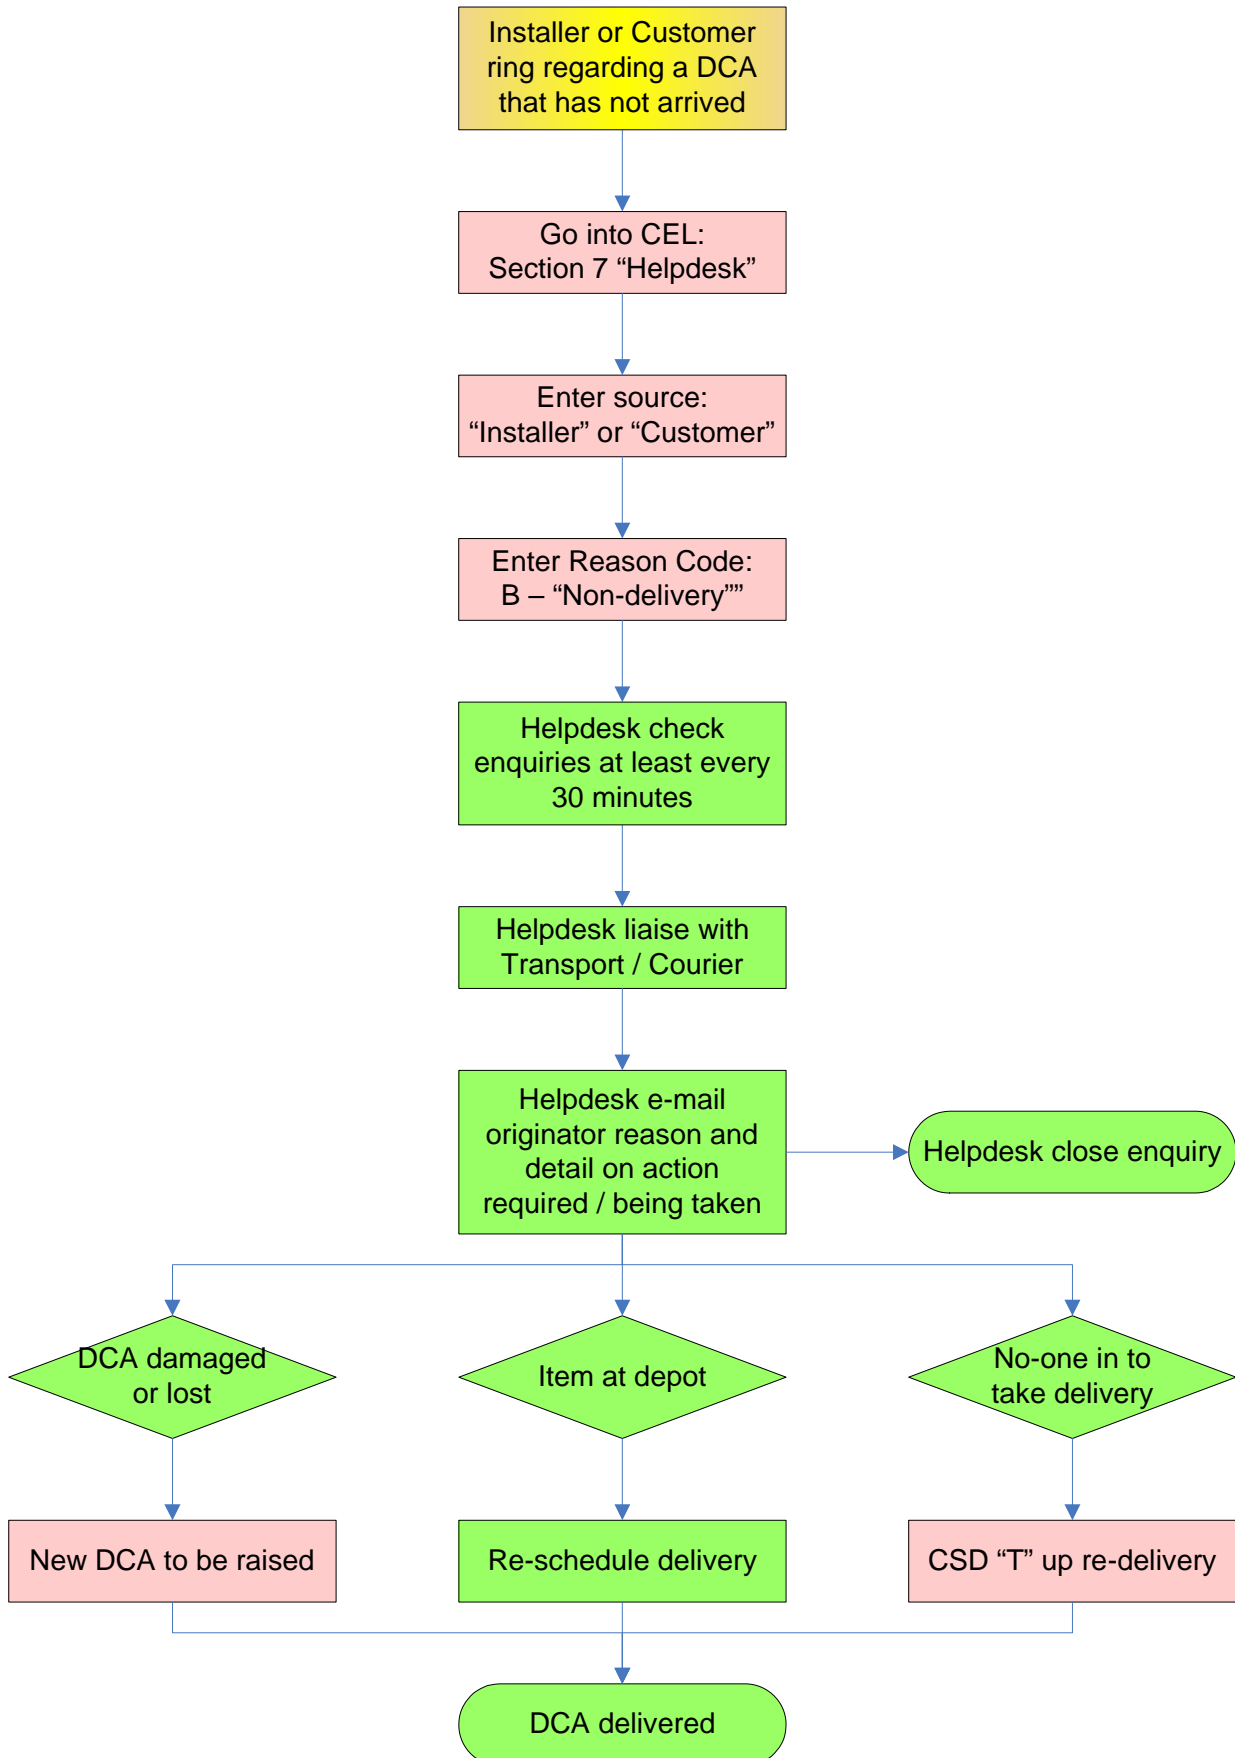 Installer or Customer
ring regarding a DCA
that has not arrived
Go into CEL:
Section 7 “Helpdesk”
Enter source:
“Installer” or “Customer”
Enter Reason Code:
B – “Non-delivery””
Helpdesk check
enquiries at least every
30 minutes
Helpdesk liaise with
Transport / Courier
Helpdesk e-mail
originator reason and
detail on action
required / being taken
Helpdesk close enquiry
DCA damaged
or lost
Item at depot
No-one in to
take delivery
New DCA to be raised
Re-schedule delivery
CSD “T” up re-delivery
DCA delivered